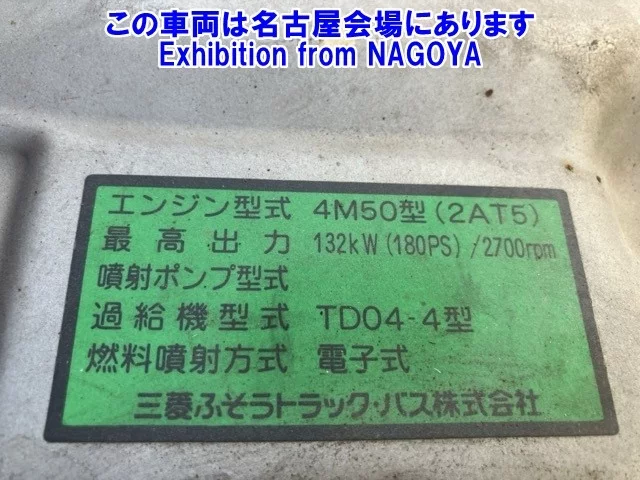 この車両は名古屋会場にあります
Exhibition from NAGOYA
エンジン型式 4M50型(2AT5)
最高出力 132kW(180PS)/2700rpm
噴射ポンプ型式
過給機型式 TD04-4型
燃料噴射方式 電子式
三菱ふそうトラック・バス株式会社